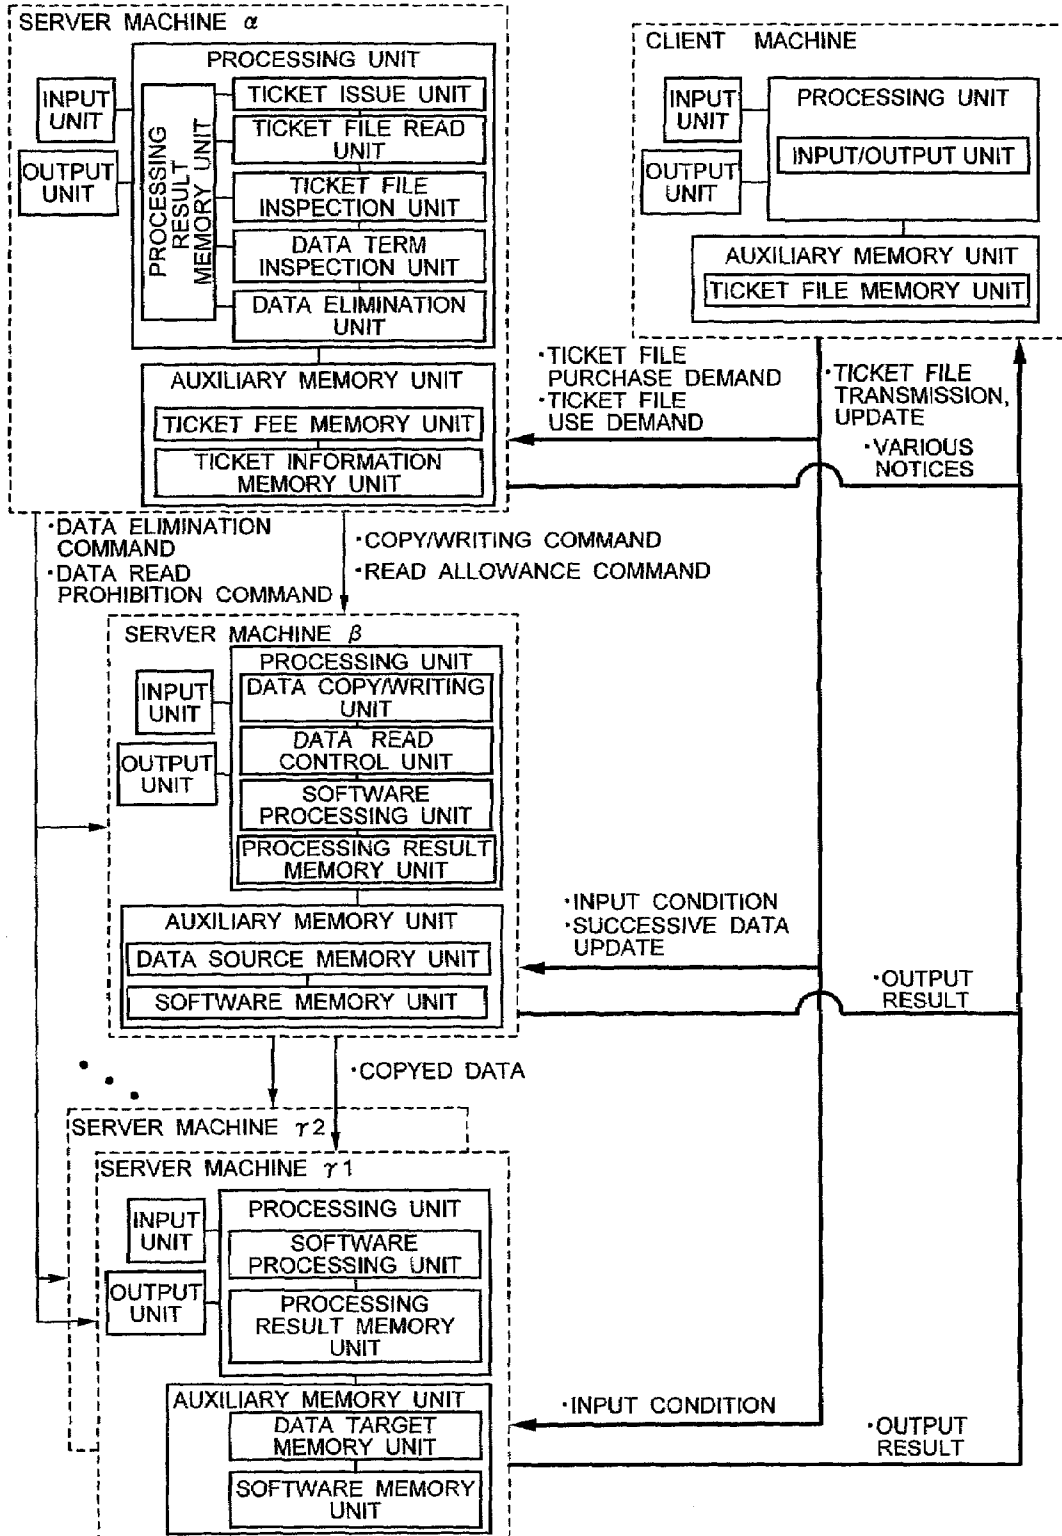 SERVER MACHINE α
PROCESSING UNIT
INPUT
UNIT
OUTPUT
UNIT
PROCESSING
RESULT
MEMORY UNIT
TICKET ISSUE UNIT
TICKET FILE READ
UNIT
TICKET FILE
INSPECTION UNIT
DATA TERM
INSPECTION UNIT
DATA ELIMINATION
UNIT
AUXILIARY MEMORY UNIT
TICKET FEE MEMORY UNIT
TICKET INFORMATION
MEMORY UNIT
CLIENT MACHINE
INPUT
UNIT
OUTPUT
UNIT
PROCESSING UNIT
INPUT/OUTPUT UNIT
AUXILIARY MEMORY UNIT
TICKET FILE MEMORY UNIT
·TICKET FILE
PURCHASE DEMAND
·TICKET FILE
USE DEMAND
·TICKET FILE
TRANSMISSION,
UPDATE
·VARIOUS
NOTICES
·DATA ELIMINATION
COMMAND
·DATA READ
PROHIBITION COMMAND
·COPY/WRITING COMMAND
·READ ALLOWANCE COMMAND
SERVER MACHINE β
PROCESSING UNIT
INPUT
UNIT
OUTPUT
UNIT
DATA COPY/WRITING
UNIT
DATA READ
CONTROL UNIT
SOFTWARE
PROCESSING UNIT
PROCESSING RESULT
MEMORY UNIT
AUXILIARY MEMORY UNIT
DATA SOURCE MEMORY UNIT
SOFTWARE MEMORY UNIT
·INPUT CONDITION
·SUCCESSIVE DATA
UPDATE
·OUTPUT
RESULT
·COPYED DATA
SERVER MACHINE γ2
SERVER MACHINE γ1
INPUT
UNIT
OUTPUT
UNIT
PROCESSING UNIT
SOFTWARE
PROCESSING UNIT
PROCESSING
RESULT MEMORY
UNIT
AUXILIARY MEMORY UNIT
DATA TARGET
MEMORY UNIT
SOFTWARE MEMORY
UNIT
·INPUT CONDITION
·OUTPUT
RESULT